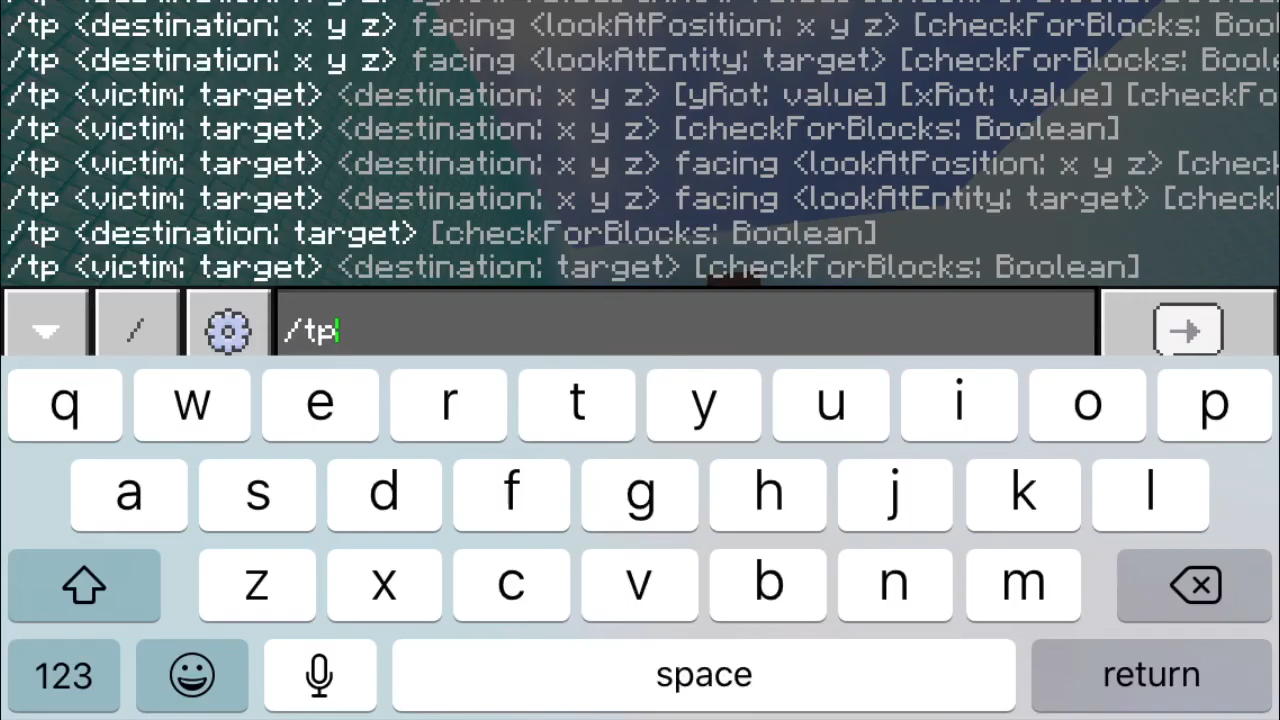 /tp <destination: x y z> facing <lookAtPosition: x y z> [checkForBlocks: Boo
/tp <destination: x y z> facing <lookAtEntity: target> [checkForBlocks: Boole
/tp <victim: target> <destination: x y z> [yRot: value] [xRot: value] [checkFo
/tp <victim: target> <destination: x y z> [checkForBlocks: Boolean]
/tp <victim: target> <destination: x y z> facing <lookAtPosition: x y z> [chec
/tp <victim: target> <destination: x y z> facing <lookAtEntity: target> [check
/tp <destination: target> [checkForBlocks: Boolean]
/tp <victim: target> <destination: target> [checkForBlocks: Boolean]
/ /tp
q w e r t y u i o p
a s d f g h j k l
z x c v b n m
123 space return